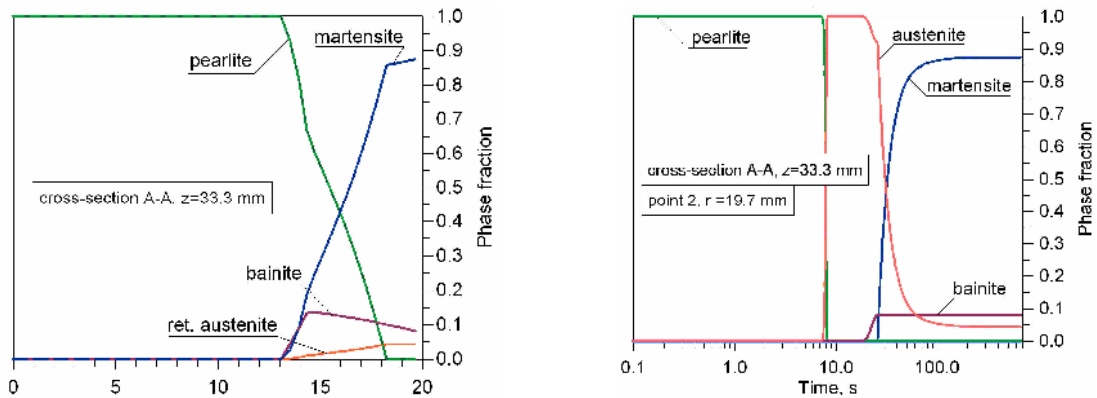 1.0
martensite
0.9
pearlite
0.8
0.7
0.6
cross-section A-A. z=33.3 mm
0.5
0.4
bainite
0.3
0.2
ret. austenite
0.1
0.0
0 5 10 15 20
Phase fraction
1.0
pearlite
austenite
0.9
0.8
martensite
0.7
0.6
cross-section A-A, z=33.3 mm
0.5
point 2, r =19.7 mm
0.4
0.3
0.2
bainite
0.1
0.0
0.1 1.0 10.0 100.0
Time, s
Phase fraction